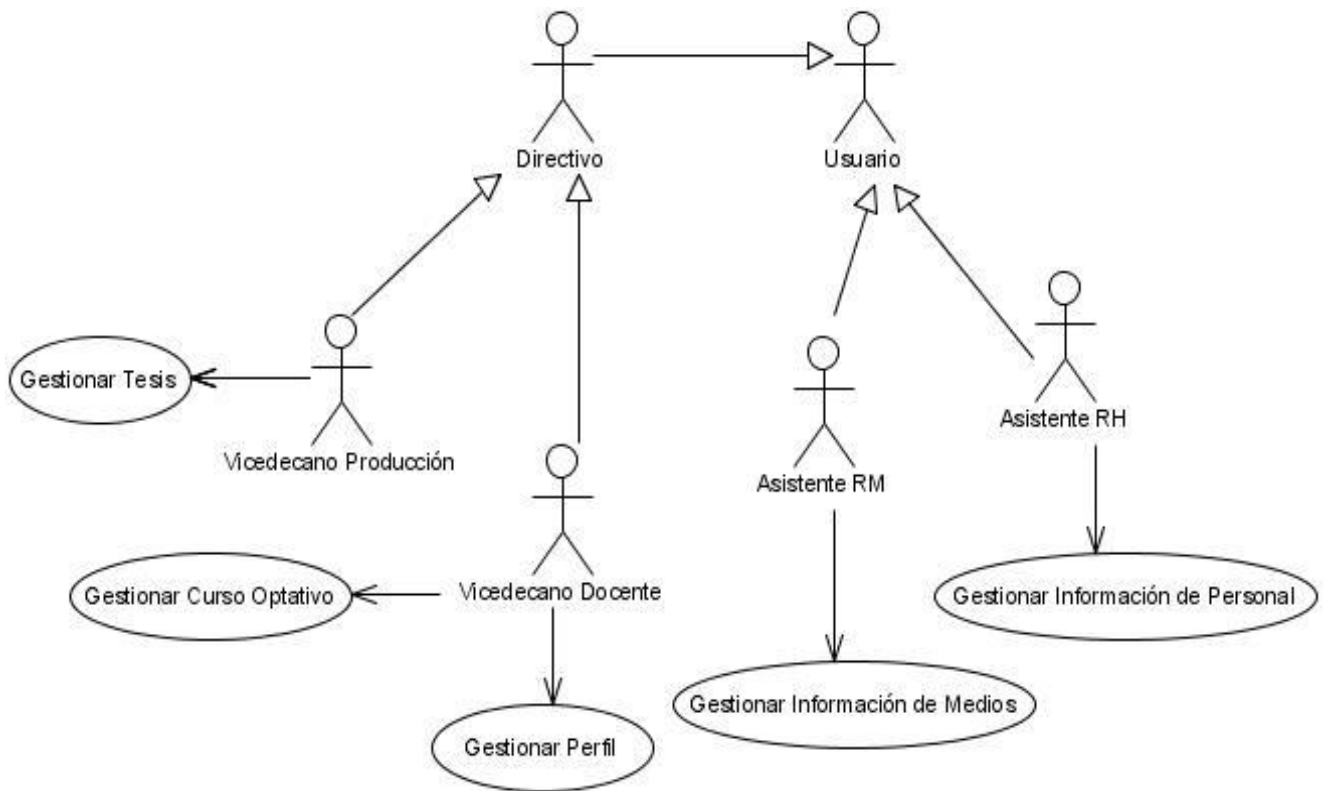 Directivo
Usuario
Gestionar Tesis
Vicedecano Producción
Asistente RM
Asistente RH
Gestionar Curso Optativo
Vicedecano Docente
Gestionar Información de Personal
Gestionar Información de Medios
Gestionar Perfil